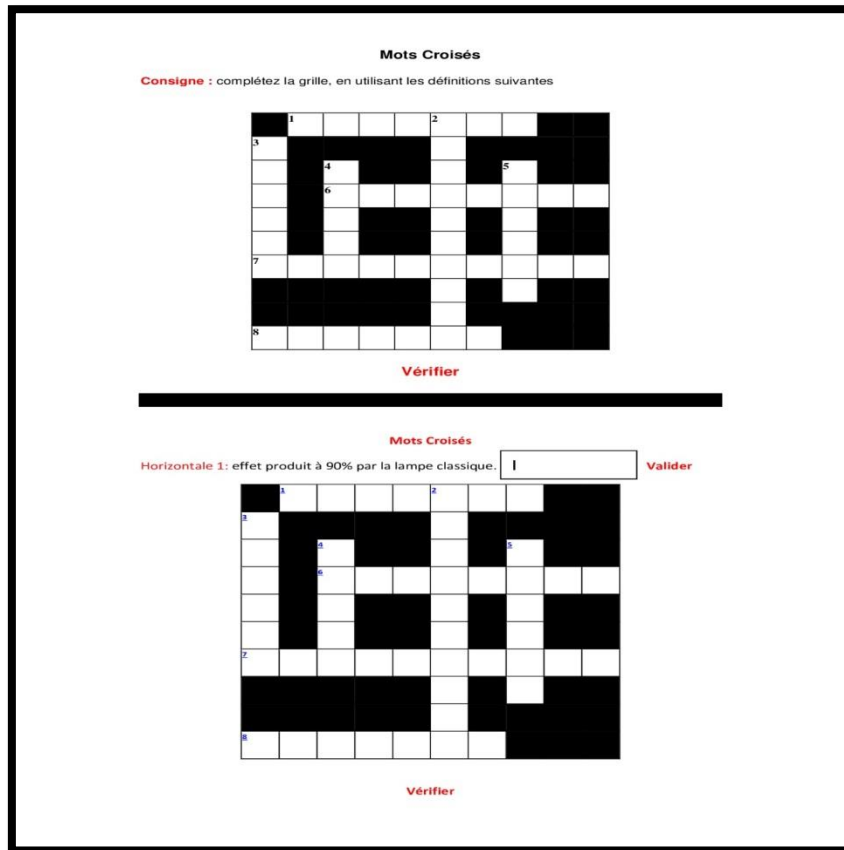 Mots Croisés
Consigne : complétez la grille, en utilisant les définitions suivantes
1 2
3
4 5
6
7
8
Vérifier
Mots Croisés
Horizontale 1: effet produit à 90% par la lampe classique. Valider
1 2
3
4 5
6
7
8
Vérifier